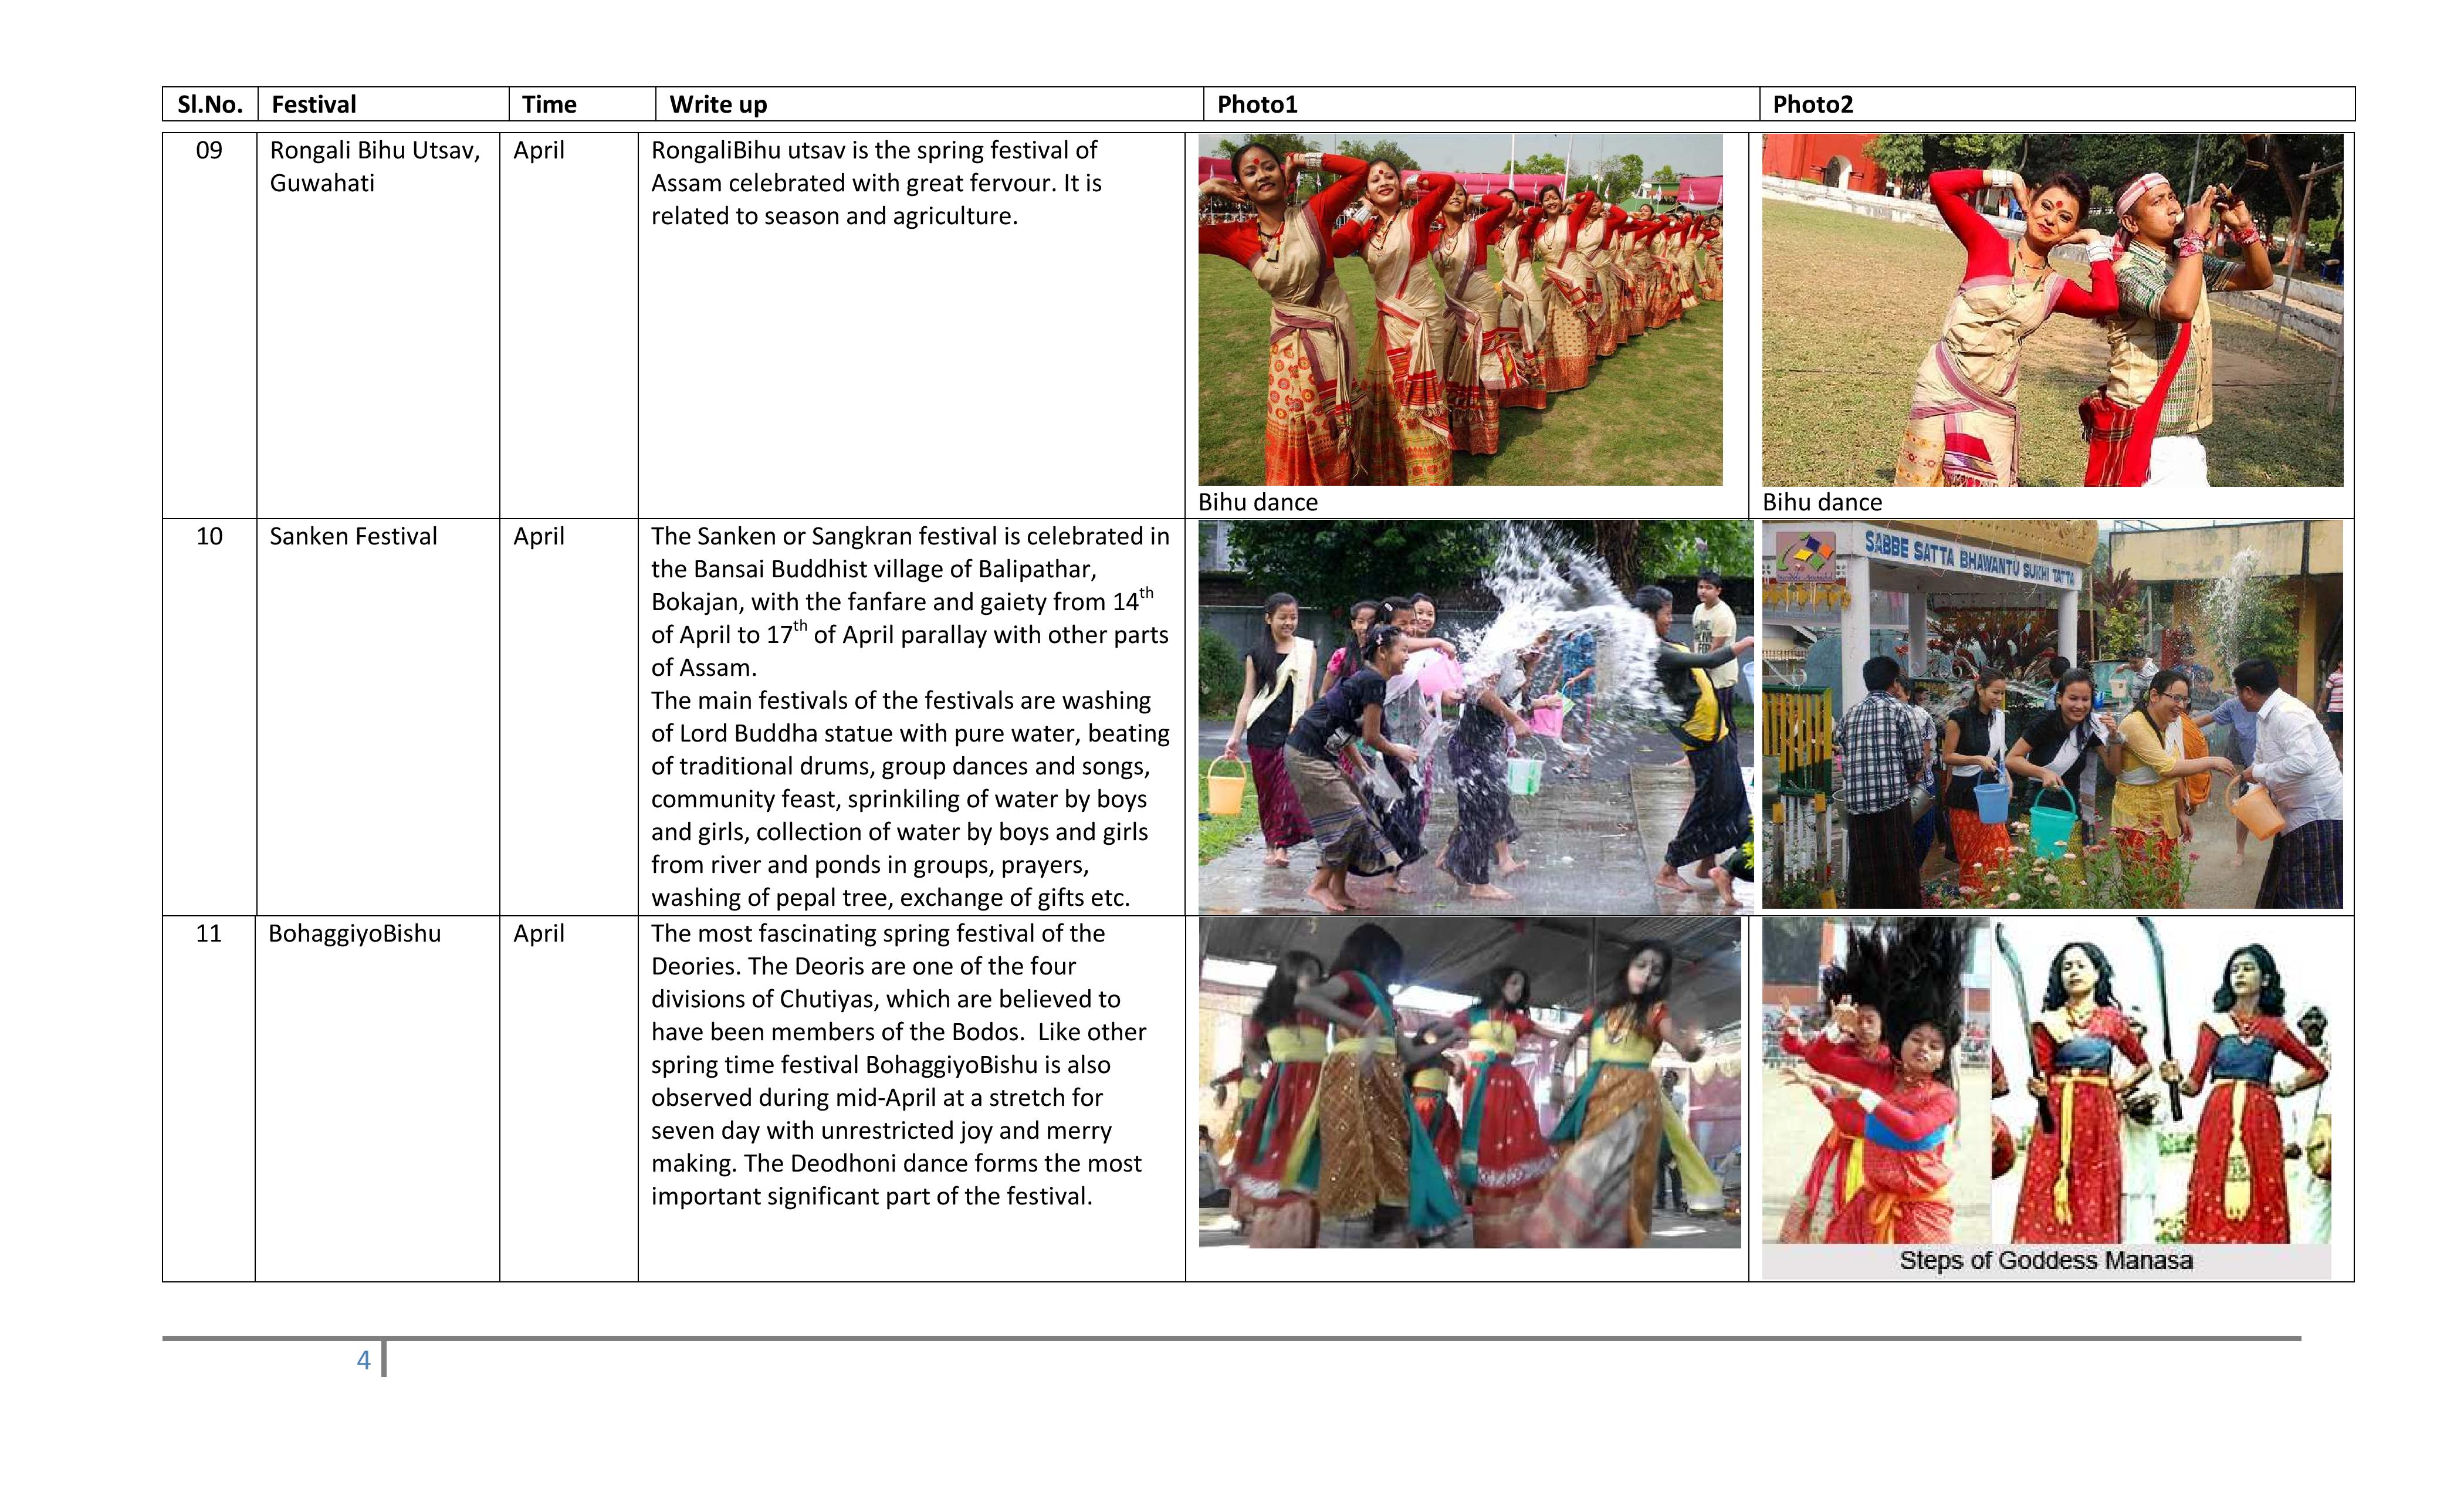 Sl.No. Festival Time Write up Photo1 Photo2
09 Rongali Bihu Utsav, Guwahati April
RongaliBihu utsav is the spring festival of
Assam celebrated with great fervour. It is
related to season and agriculture.
Bihu dance
Bihu dance
10 Sanken Festival April
The Sanken or Sangkran festival is celebrated in
the Bansai Buddhist village of Balipathar,
Bokajan, with the fanfare and gaiety from 14th
of April to 17th of April parallay with other parts
of Assam.
The main festivals of the festivals are washing
of Lord Buddha statue with pure water, beating
of traditional drums, group dances and songs,
community feast, sprinkiling of water by boys
and girls, collection of water by boys and girls
from river and ponds in groups, prayers,
washing of pepal tree, exchange of gifts etc.
SABBE SATTA BHAWANTU SUKHI TATTA
11 BohaggiyoBishu April
The most fascinating spring festival of the
Deories. The Deoris are one of the four
divisions of Chutiyas, which are believed to
have been members of the Bodos. Like other
spring time festival BohaggiyoBishu is also
observed during mid-April at a stretch for
seven day with unrestricted joy and merry
making. The Deodhoni dance forms the most
important significant part of the festival.
Steps of Goddess Manasa
4